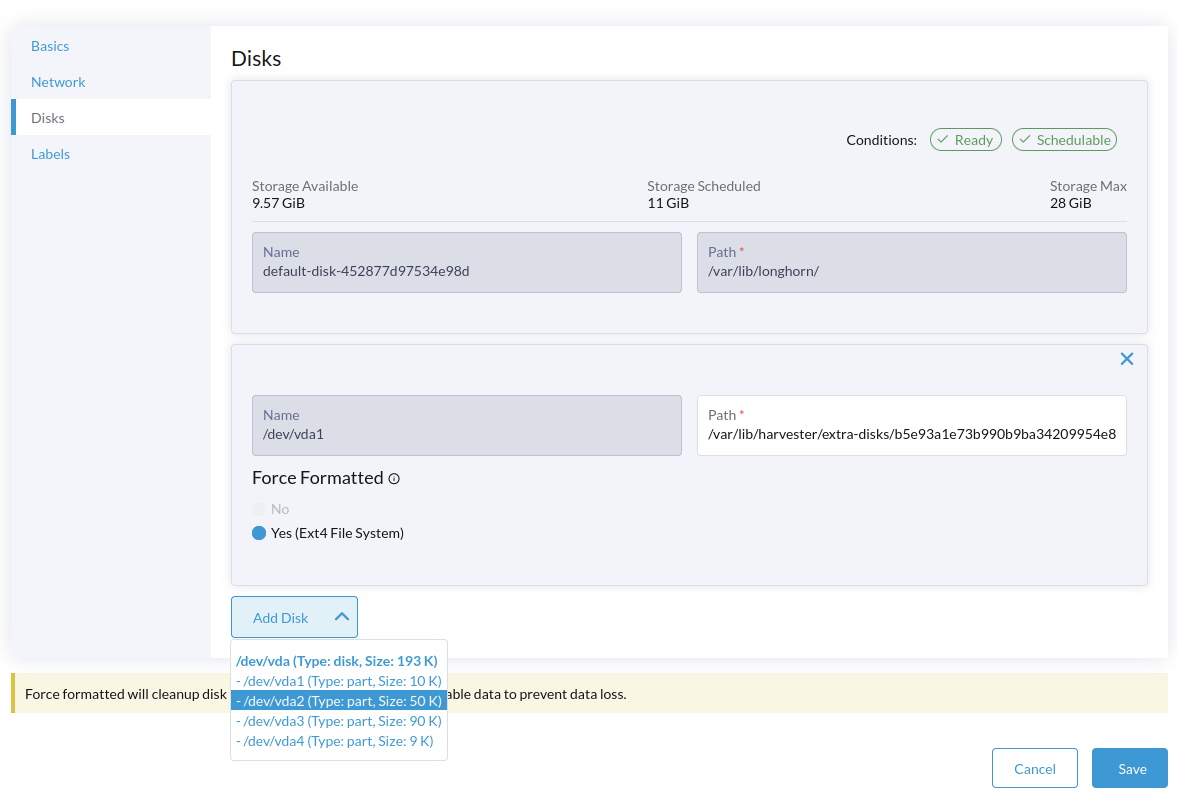 Basics
Network
Disks
Labels
Disks
Conditions: Ready Schedulable
Storage Available Storage Scheduled Storage Max
9.57 GiB 11 GiB 28 GiB
Name
default-disk-452877d97534e98d
Path *
/var/lib/longhorn/
Name
/dev/vda1
Path *
/var/lib/harvester/extra-disks/b5e93a1e73b990b9ba34209954e8
Force Formatted
No
Yes (Ext4 File System)
Add Disk
/dev/vda (Type: disk, Size: 193 K)
- /dev/vda1 (Type: part, Size: 10 K)
- /dev/vda2 (Type: part, Size: 50 K)
- /dev/vda3 (Type: part, Size: 90 K)
- /dev/vda4 (Type: part, Size: 9 K)
Force formatted will cleanup disk able data to prevent data loss.
Cancel
Save